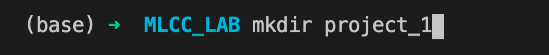 (base) ➜ MLCC_LAB mkdir project_1